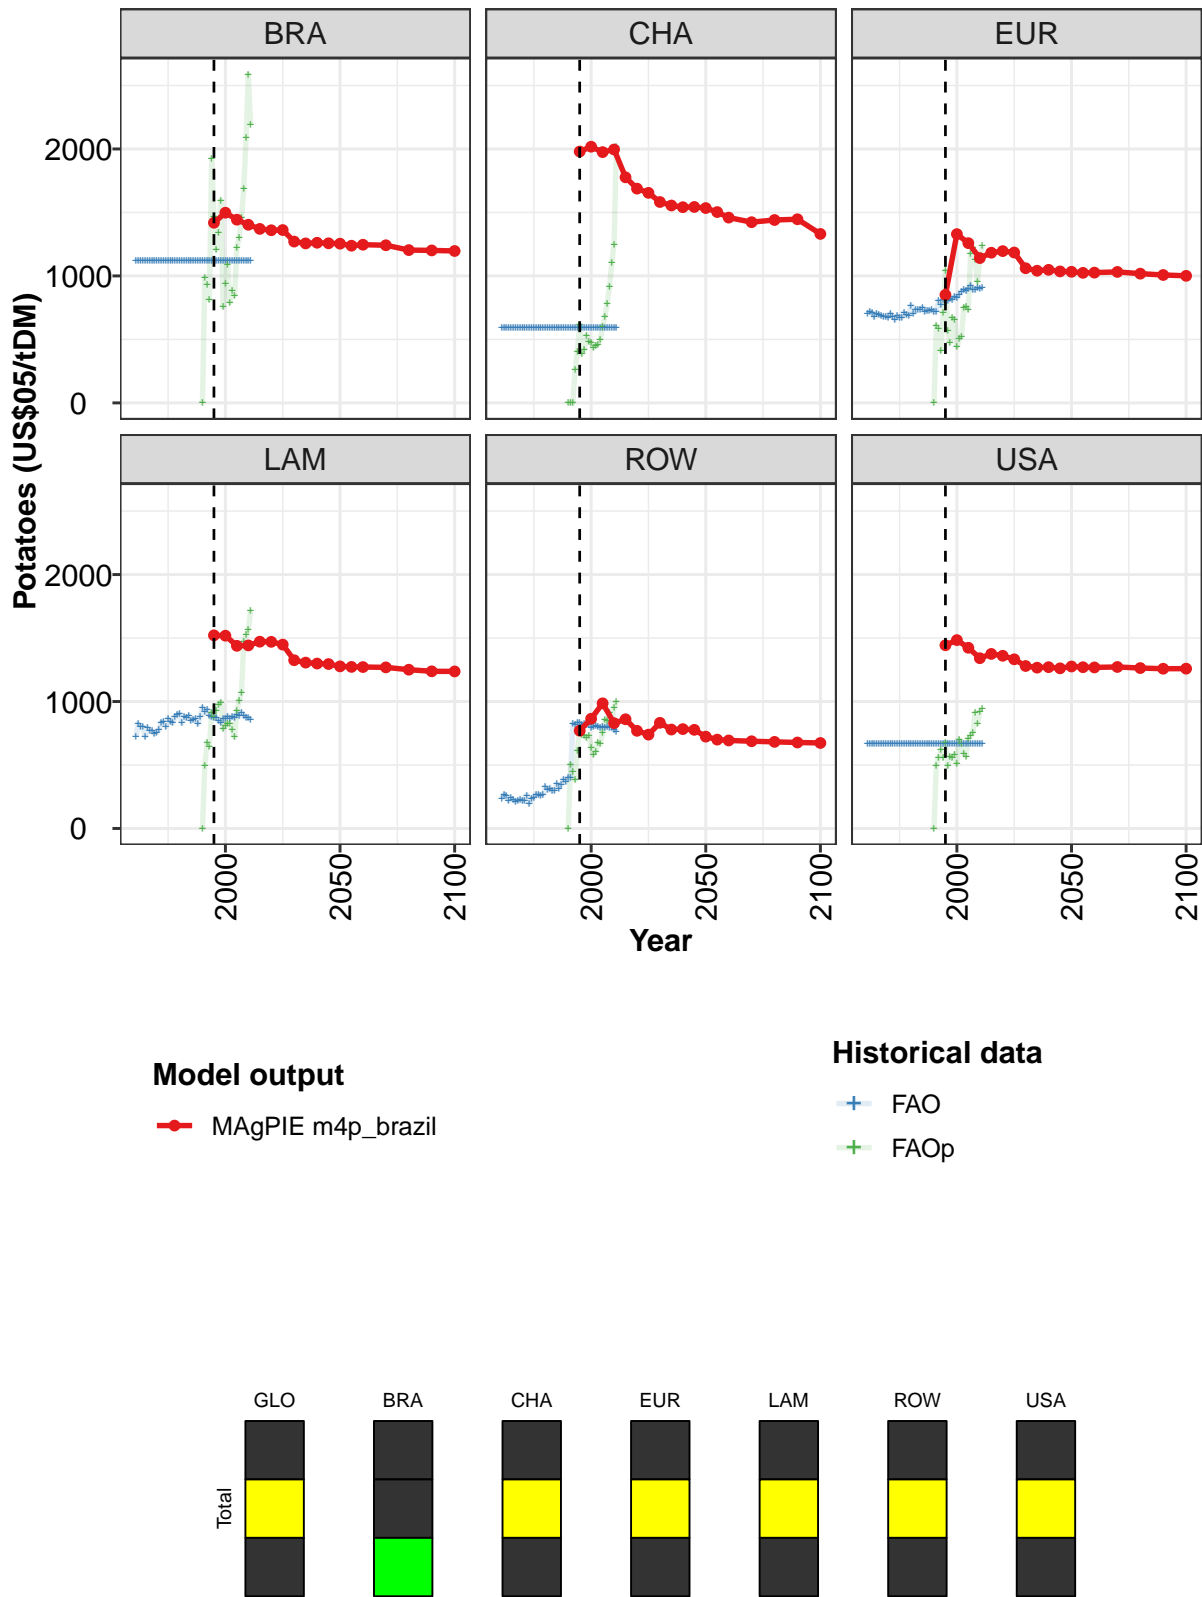 BRA CHA EUR
2000
1000
0
LAM ROW USA
2000
1000
0
Potatoes (US$05/tDM)
2000 2050 2100 2000 2050 2100 2000 2050 2100
Year
Model output
MAgPIE m4p_brazil
Historical data
FAO
FAOp
GLO BRA CHA EUR LAM ROW USA
Total